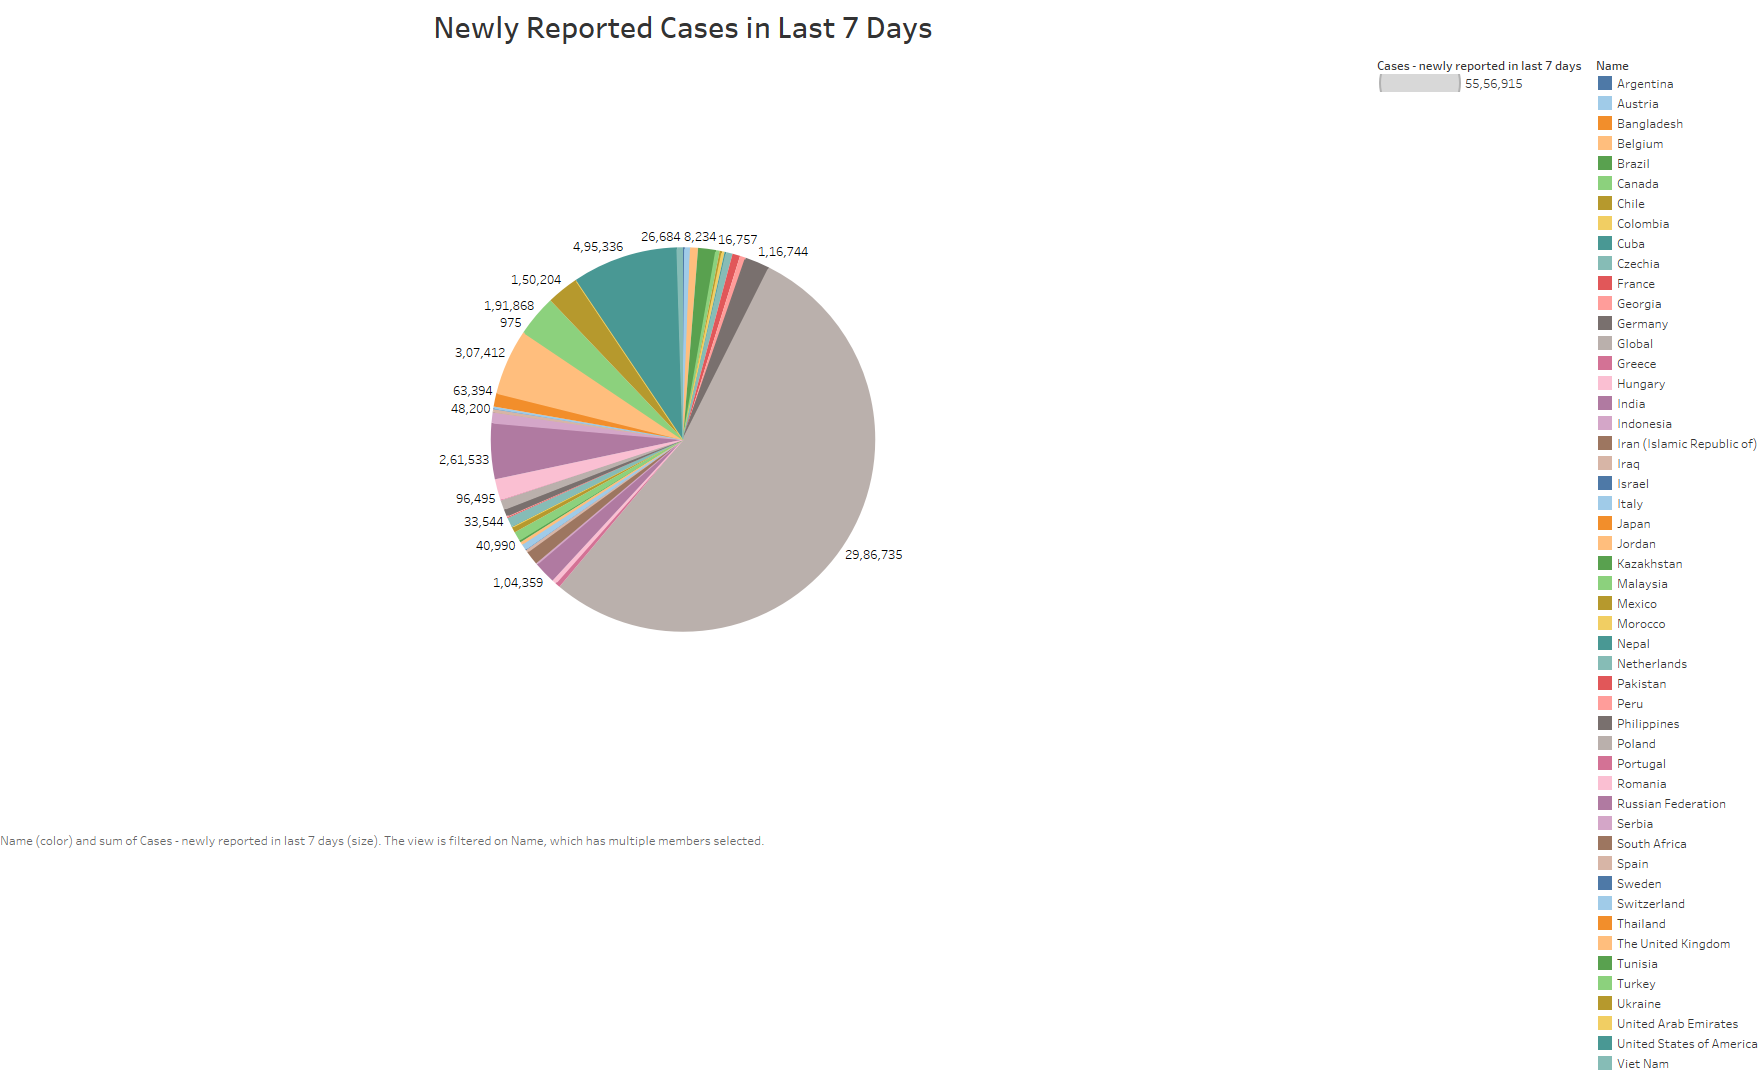 Newly Reported Cases in Last 7 Days
Cases - newly reported in last 7 days
55,56,915
Name
Argentina
Austria
Bangladesh
Belgium
Brazil
Canada
Chile
Colombia
Cuba
Czechia
France
Georgia
Germany
Global
Greece
Hungary
India
Indonesia
Iran (Islamic Republic of)
Iraq
Israel
Italy
Japan
Jordan
Kazakhstan
Malaysia
Mexico
Morocco
Nepal
Netherlands
Pakistan
Peru
Philippines
Poland
Portugal
Romania
Russian Federation
Serbia
South Africa
Spain
Sweden
Switzerland
Thailand
The United Kingdom
Tunisia
Turkey
Ukraine
United Arab Emirates
United States of America
Viet Nam
26,684
8,234
16,757
4,95,336
1,16,744
1,50,204
1,91,868
975
3,07,412
63,394
48,200
2,61,533
96,495
33,544
40,990
29,86,735
1,04,359
Name (color) and sum of Cases - newly reported in last 7 days (size). The view is filtered on Name, which has multiple members selected.